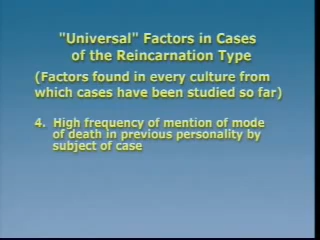 "Universal" Factors in Cases
of the Reincarnation Type
(Factors found in every culture from
which cases have been studied so far)
4. High frequency of mention of mode
of death in previous personality by
subject of case